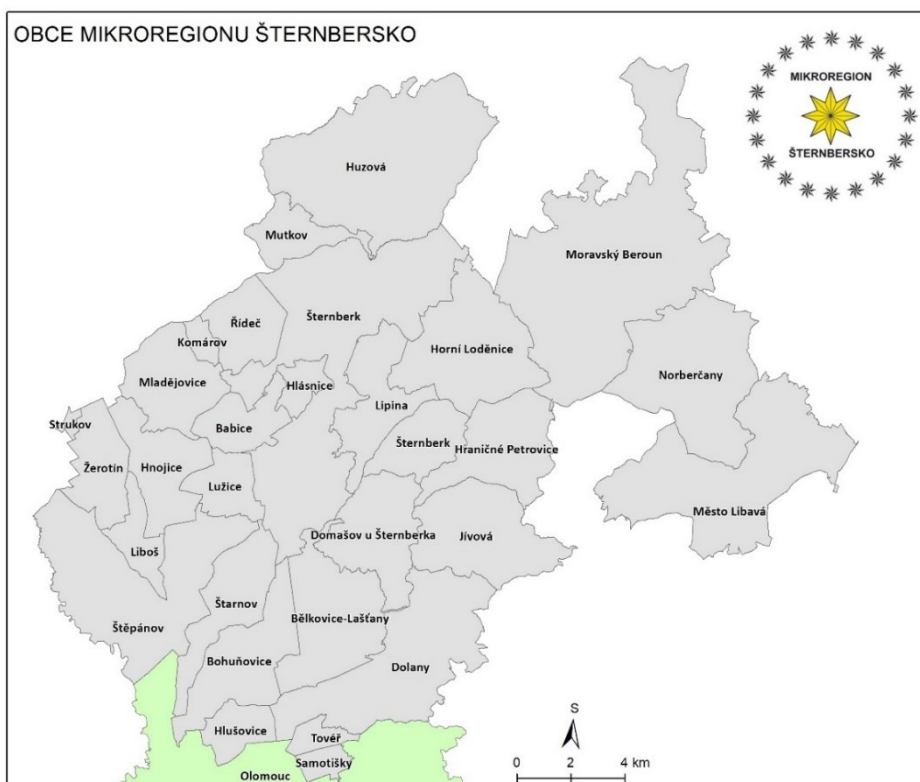 OBCE MIKROREGIONU ŠTERNBERSKO
MIKROREGION
ŠTERNBERSKO
Huzová
Mutkov
Moravský Beroun
Šternberk
Řídeč
Komárov
Horní Loděnice
Mladějovice
Hlásnice
Norberčany
Lipina
Strukov
Babice
Šternberk
Hraničné Petrovice
Žerotín
Hnojice
Lužice
Město Libavá
Domašov u Šternberka
Jívová
Liboš
Štarnov
Bělkovice-Lašťany
Štěpánov
Bohuňovice
Dolany
S
Hlušovice
Tovéř
Samotíšky
Olomouc
0 2 4 km